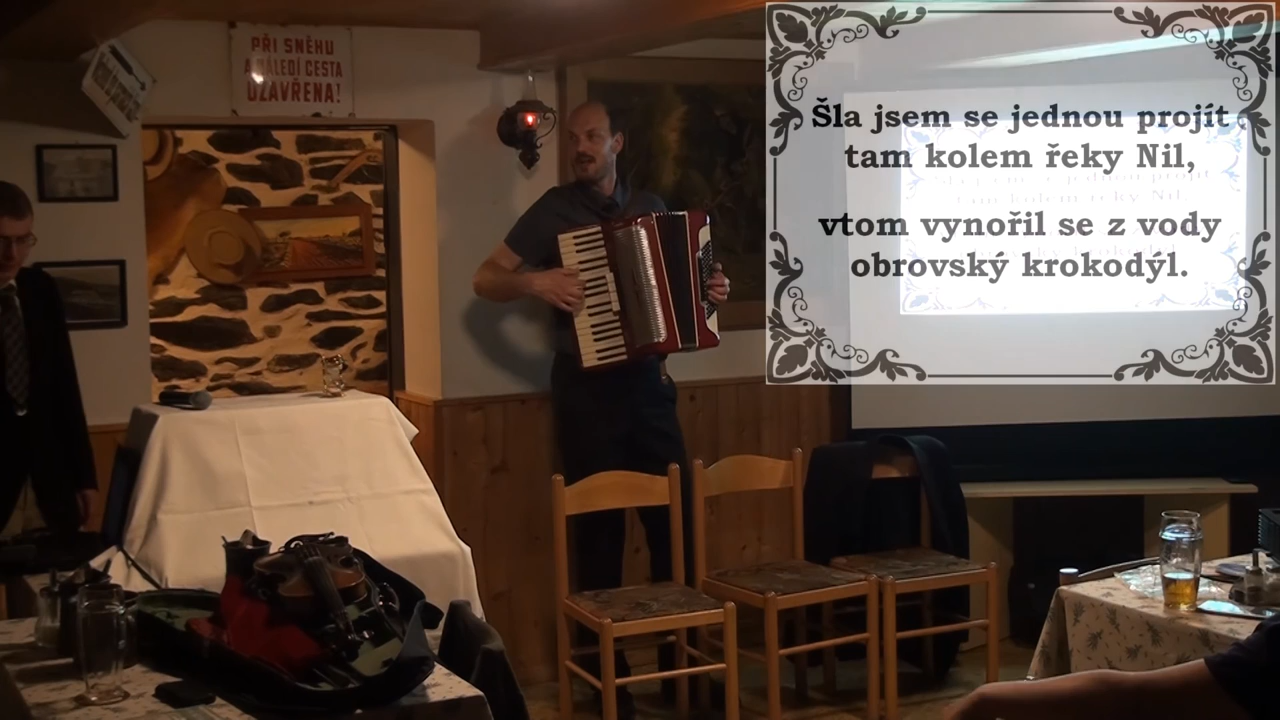 PŘI SNĚHU
A NÁLEDÍ CESTA
UZAVŘENA!
Šla jsem se jednou projít
tam kolem řeky Nil,
vtom vynořil se z vody
obrovský krokodýl.